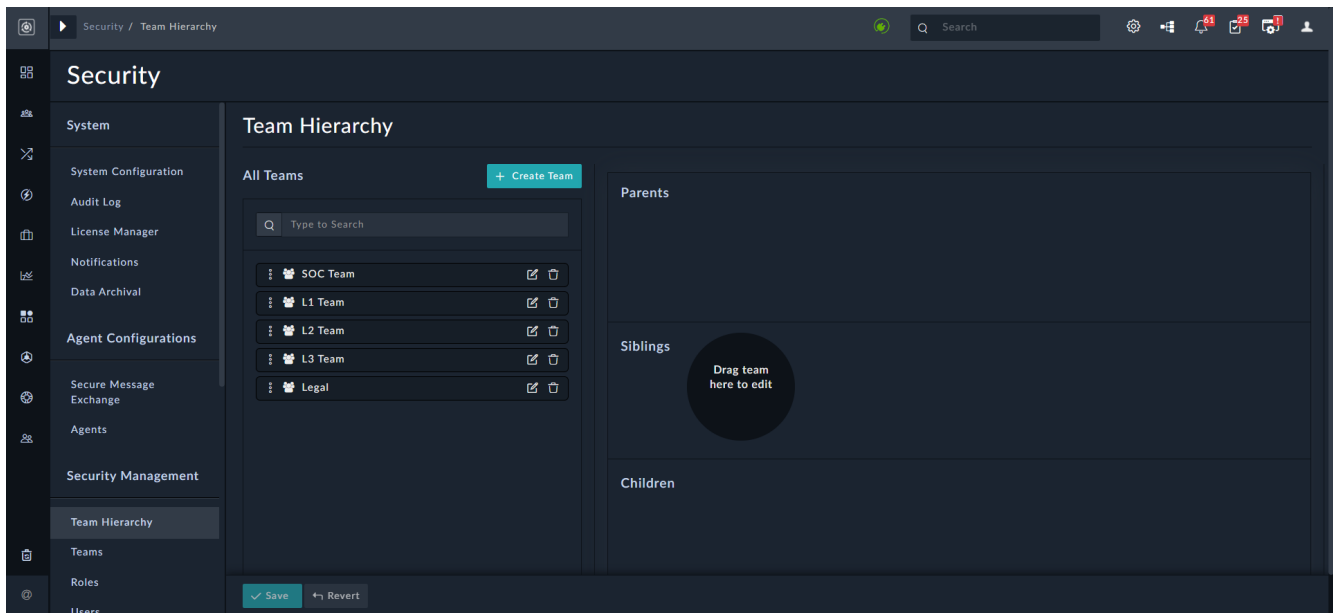 Security / Team Hierarchy
Search
61
25
!
Security
System
System Configuration
Audit Log
License Manager
Notifications
Data Archival
Agent Configurations
Secure Message
Exchange
Agents
Security Management
Team Hierarchy
Teams
Roles
Users
@
Team Hierarchy
All Teams
+ Create Team
Type to Search
SOC Team
L1 Team
L2 Team
L3 Team
Legal
Parents
Siblings
Drag team
here to edit
Children
Save
Revert